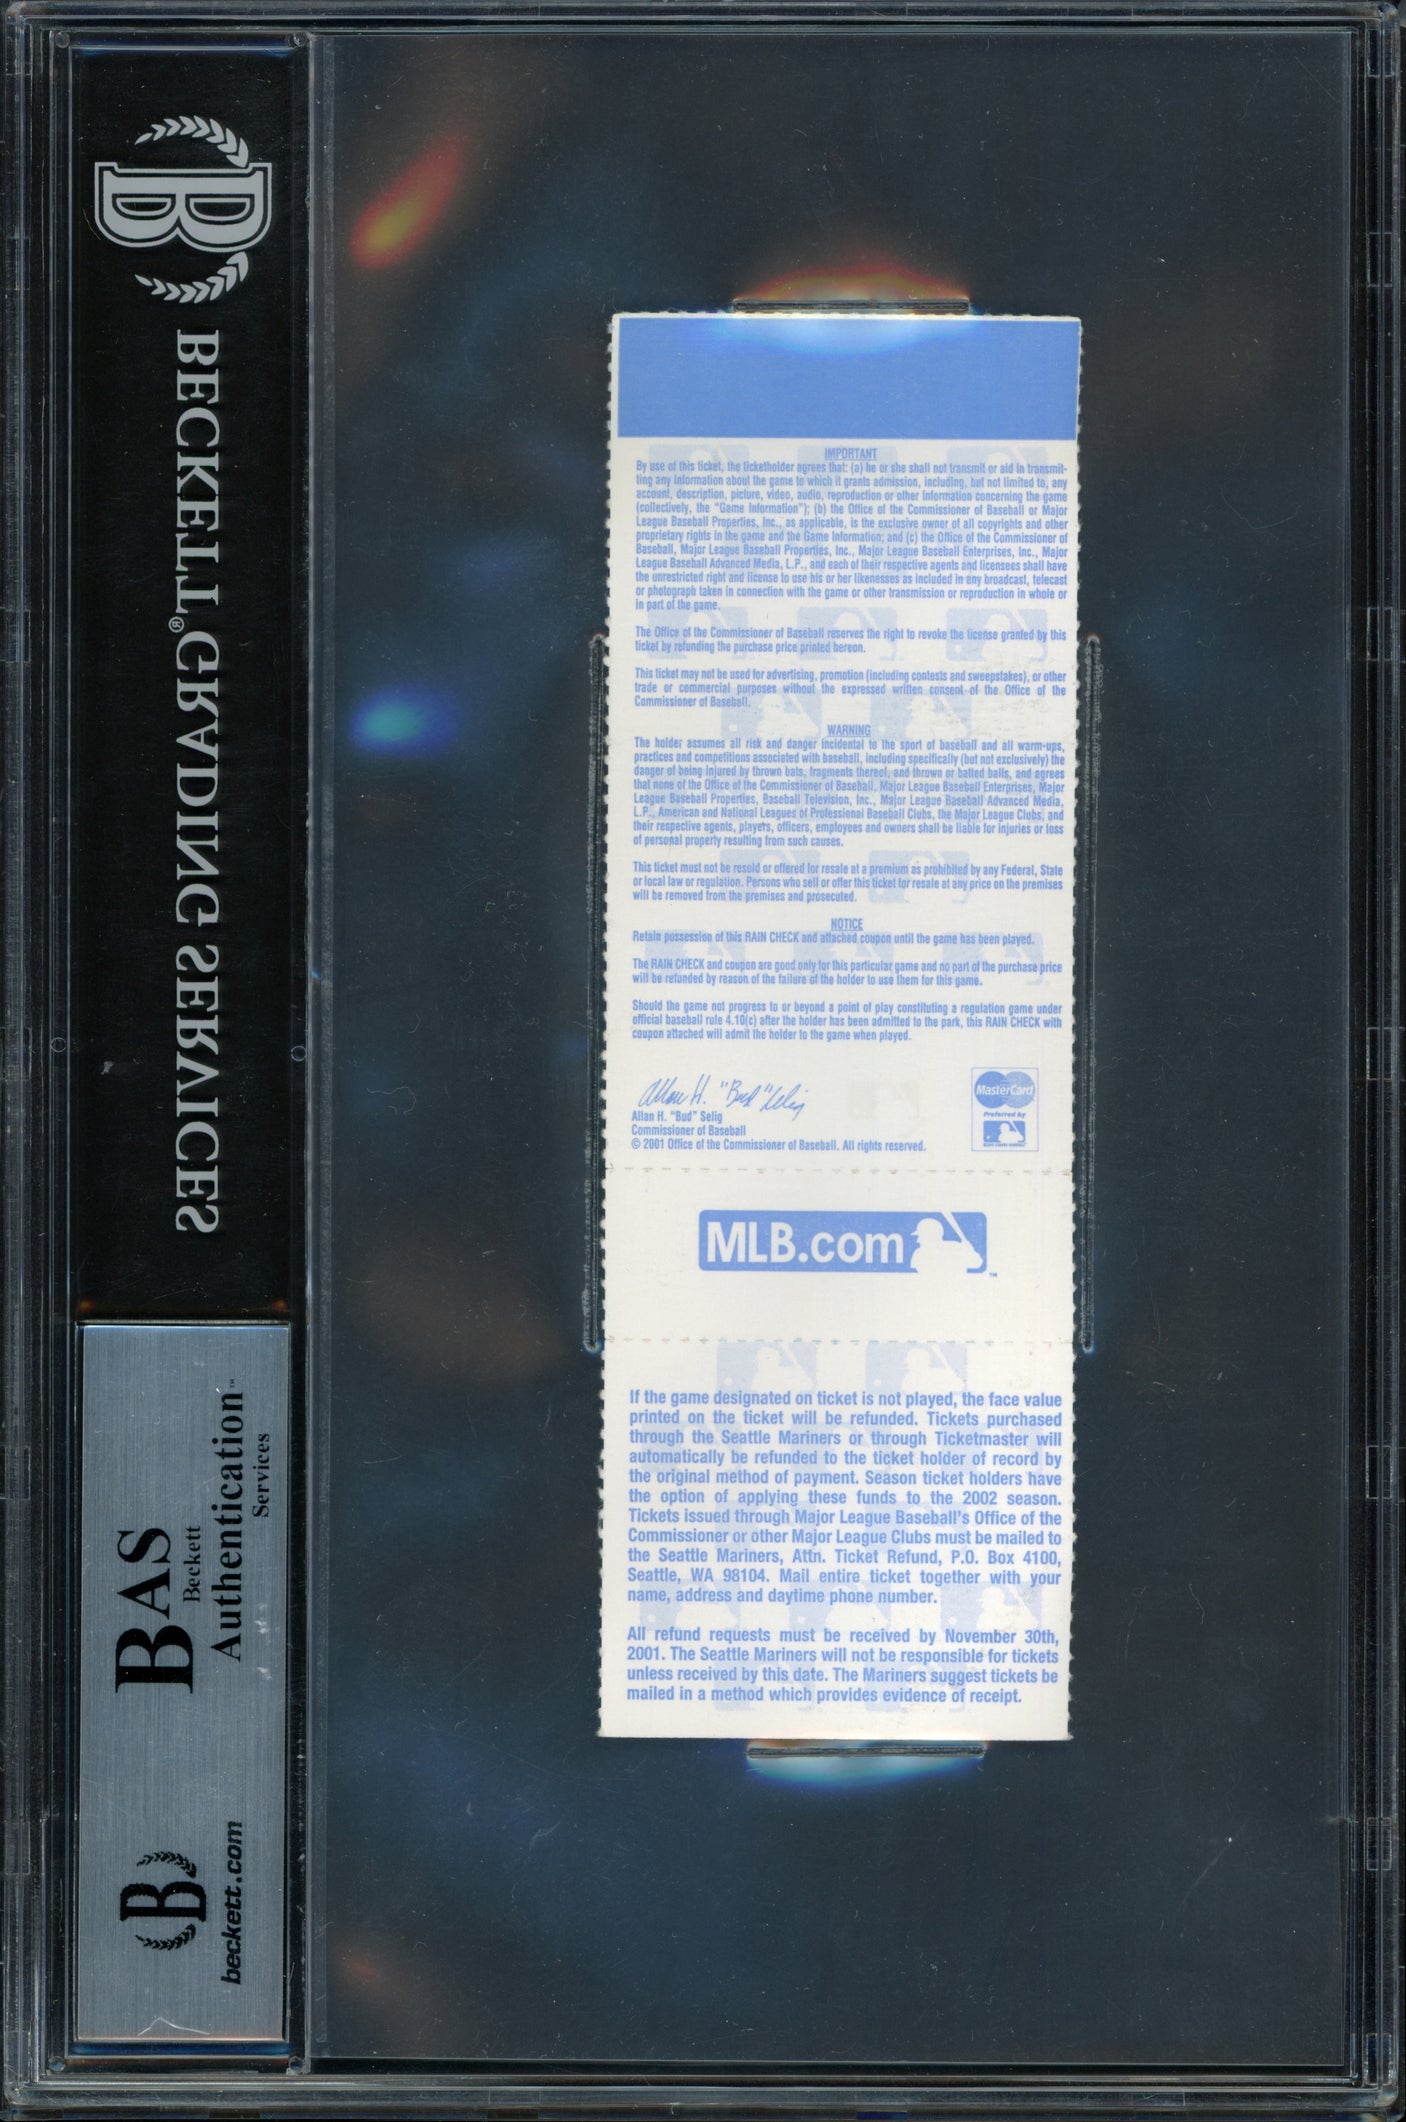 BECKETT® GRADING SERVICES
BAS
Beckett
Authentication™
Services
B
beckett.com
IMPORTANT
By use of this ticket, the ticketholder agrees that: (a) he or she shall not transmit or aid in transmit-
ting any information about the game to which it grants admission, including, but not limited to, any
account, description, picture, video, audio, reproduction or other information concerning the game
(collectively, the "Game Information"); (b) the Office of the Commissioner of Baseball or Major
League Baseball Properties, Inc., as applicable, is the exclusive owner of all copyrights and other
proprietary rights in the game and the Game Information; and (c) the Office of the Commissioner of
Baseball, Major League Baseball Properties, Inc., Major League Baseball Enterprises, Inc., Major
League Baseball Advanced Media, L.P., and each of their respective agents and licensees shall have
the unrestricted right and license to use his or her likenesses as included in any broadcast, telecast
or photograph taken in connection with the game or other transmission or reproduction in whole or
in part of the game.
The Office of the Commissioner of Baseball reserves the right to revoke the license granted by this
ticket by refunding the purchase price printed hereon.
This ticket may not be used for advertising, promotion (including contests and sweepstakes), or other
trade or commercial purposes without the expressed written consent of the Office of the
Commissioner of Baseball.
WARNING
The holder assumes all risk and danger incidental to the sport of baseball and all warm-ups,
practices and competitions associated with baseball, including specifically (but not exclusively) the
danger of being injured by thrown bats, fragments thereof, and thrown or batted balls, and agrees
that none of the Office of the Commissioner of Baseball, Major League Baseball Enterprises, Major
League Baseball Properties, Baseball Television, Inc., Major League Baseball Advanced Media,
L.P., American and National Leagues of Professional Baseball Clubs, the Major League Clubs, and
their respective agents, players, officers, employees and owners shall be liable for injuries or loss
of personal property resulting from such causes.
This ticket must not be resold or offered for resale at a premium as prohibited by any Federal, State
or local law or regulation. Persons who sell or offer this ticket for resale at any price on the premises
will be removed from the premises and prosecuted.
NOTICE
Retain possession of this RAIN CHECK and attached coupon until the game has been played.
The RAIN CHECK and coupon are good only for this particular game and no part of the purchase price
will be refunded by reason of the failure of the holder to use them for this game.
Should the game not progress to or beyond a point of play constituting a regulation game under
official baseball rule 4.10(c) after the holder has been admitted to the park, this RAIN CHECK with
coupon attached will admit the holder to the game when played.
Allan H. "Bud" Selig
Allan H. "Bud" Selig
Commissioner of Baseball
© 2001 Office of the Commissioner of Baseball. All rights reserved.
MasterCard
Preferred by
MLB.com™
If the game designated on ticket is not played, the face value
printed on the ticket will be refunded. Tickets purchased
through the Seattle Mariners or through Ticketmaster will
automatically be refunded to the ticket holder of record by
the original method of payment. Season ticket holders have
the option of applying these funds to the 2002 season.
Tickets issued through Major League Baseball's Office of the
Commissioner or other Major League Clubs must be mailed to
the Seattle Mariners, Attn. Ticket Refund, P.O. Box 4100,
Seattle, WA 98104. Mail entire ticket together with your
name, address and daytime phone number.
All refund requests must be received by November 30th,
2001. The Seattle Mariners will not be responsible for tickets
unless received by this date. The Mariners suggest tickets be
mailed in a method which provides evidence of receipt.